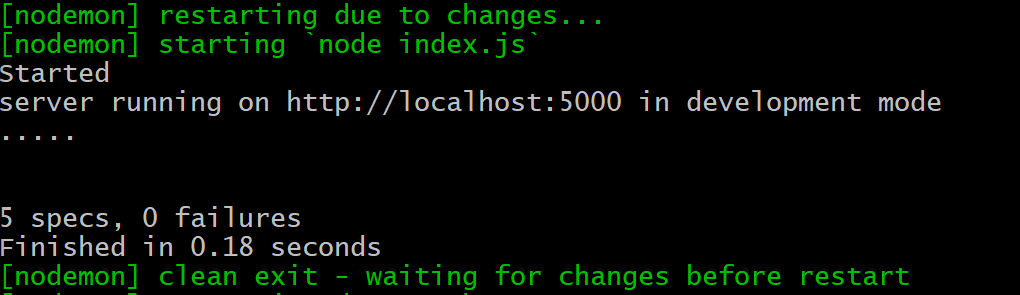 [nodemon] restarting due to changes...
[nodemon] starting `node index.js`
Started
server running on http://localhost:5000 in development mode
.....
5 specs, 0 failures
Finished in 0.18 seconds
[nodemon] clean exit - waiting for changes before restart